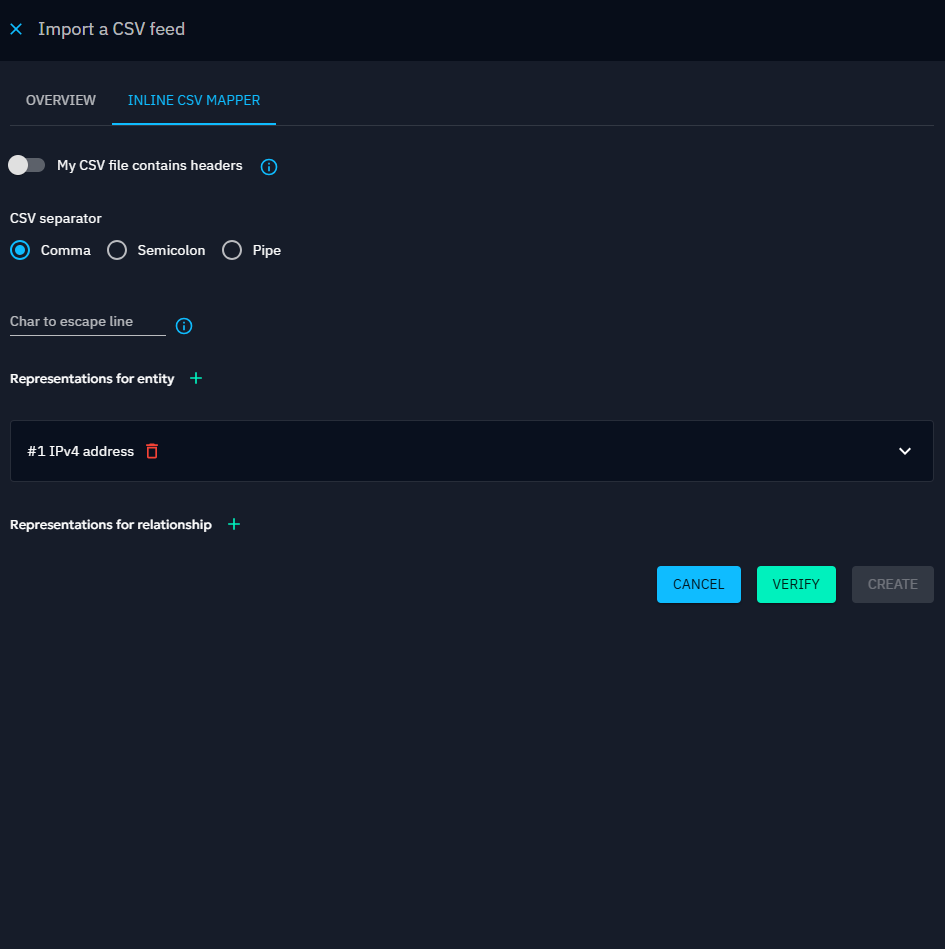 Import a CSV feed
OVERVIEW INLINE CSV MAPPER
My CSV file contains headers
CSV separator
Comma Semicolon Pipe
Char to escape line
Representations for entity +
#1 IPv4 address
Representations for relationship +
CANCEL VERIFY CREATE